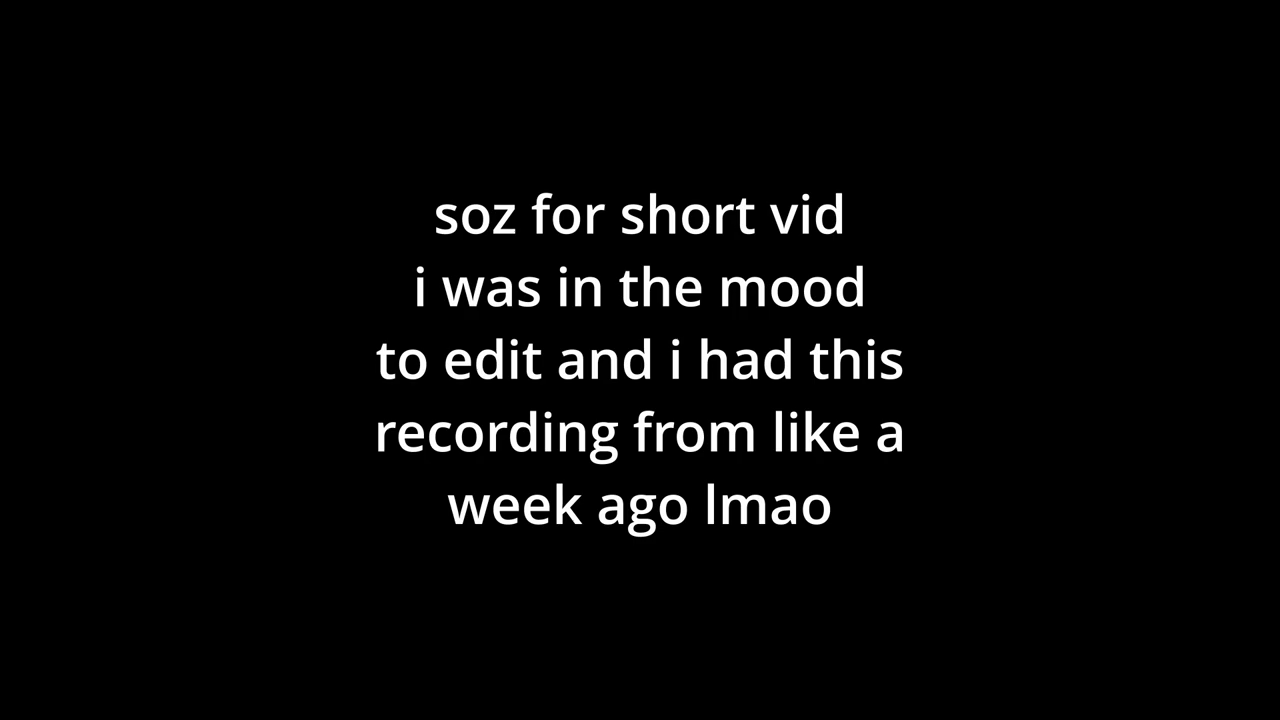 soz for short vid
i was in the mood
to edit and i had this
recording from like a
week ago lmao